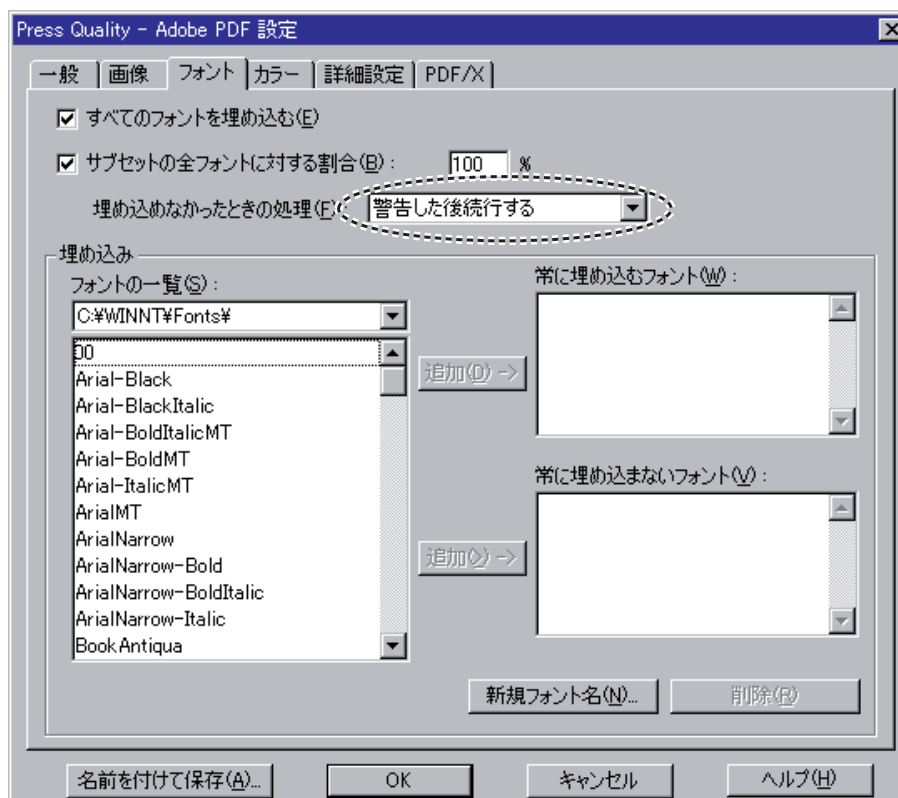 Press Quality - Adobe PDF 設定
一般 画像 フォント カラー 詳細設定 PDF/X
すべてのフォントを埋め込む(E)
サブセットの全フォントに対する割合(B): 100 %
埋め込めなかったときの処理(F): 警告した後続行する
埋め込み
フォントの一覧(S):
C:¥WINNT¥Fonts¥
00
Arial-Black
Arial-BlackItalic
Arial-BoldItalicMT
Arial-BoldMT
Arial-ItalicMT
ArialMT
ArialNarrow
ArialNarrow-Bold
ArialNarrow-BoldItalic
ArialNarrow-Italic
BookAntiqua
追加(D) ->
追加(>) ->
常に埋め込むフォント(W):
常に埋め込まないフォント(V):
新規フォント名(N)... 削除(R)
名前を付けて保存(A)... OK キャンセル ヘルプ(H)